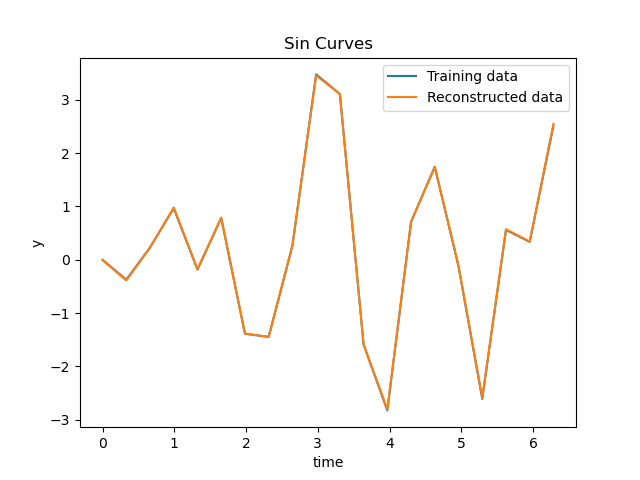 Sin Curves
Training data
Reconstructed data
3
2
1
0
−1
−2
−3
y
0 1 2 3 4 5 6
time